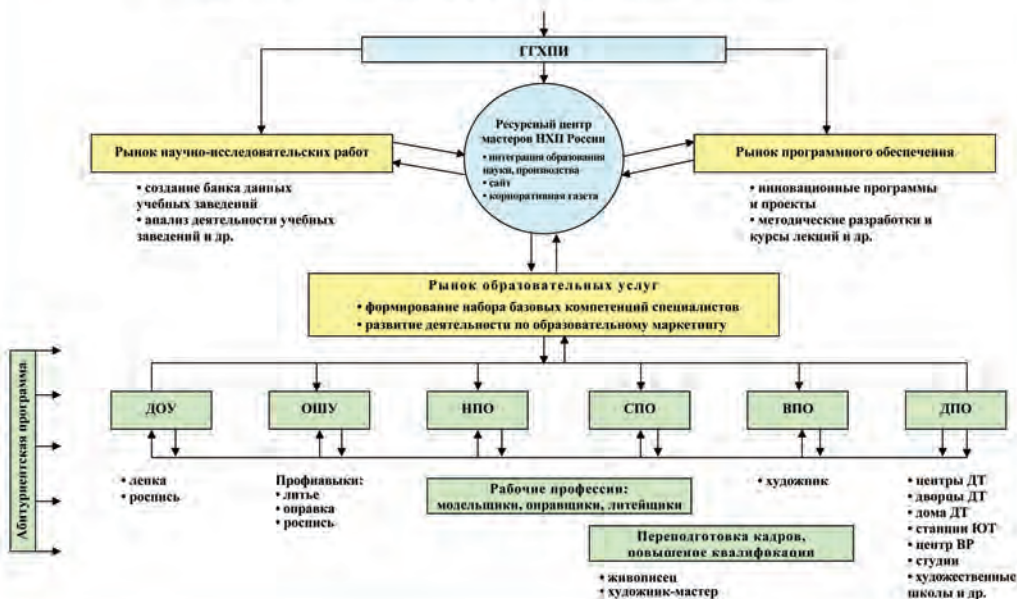 ГГХПИ
Ресурсный центр
мастеров НХП России
• интеграция образования
науки, производства
• сайт
• корпоративная газета
Рынок научно-исследовательских работ
• создание банка данных
учебных заведений
• анализ деятельности учебных
заведений и др.
Рынок программного обеспечения
• инновационные программы
и проекты
• методические разработки и
курсы лекций и др.
Рынок образовательных услуг
• формирование набора базовых компетенций специалистов
• развитие деятельности по образовательному маркетингу
Абитуриентская программа
ДОУ
ОШУ
НПО
СПО
ВПО
ДПО
• лепка
• роспись
Профнавыки:
• литье
• оправка
• роспись
Рабочие профессии:
модельщики, оправщики, литейщики
Переподготовка кадров,
повышение квалификации
• живописец
• художник-мастер
• художник
• центры ДТ
• дворцы ДТ
• дома ДТ
• станции ЮТ
• центр ВР
• студии
• художественные
школы и др.